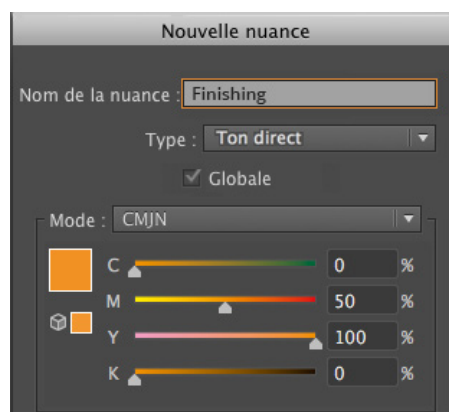 Nouvelle nuance
Nom de la nuance : Finishing
Type : Ton direct
Globale
Mode : CMJN
C 0 %
M 50 %
Y 100 %
K 0 %